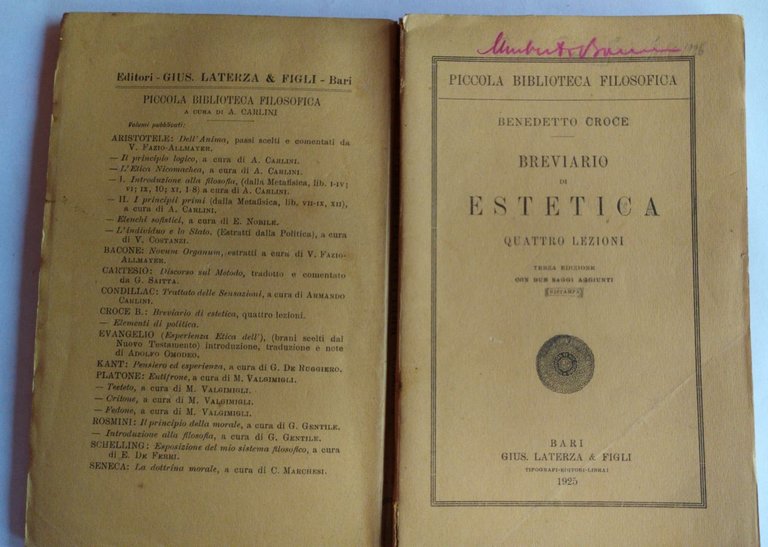 Editori - GIUS. LATERZA & FIGLI - Bari
PICCOLA BIBLIOTECA FILOSOFICA
A CURA DI A. CARLINI
Volumi pubblicati:
ARISTOTELE: Dell'Anima, passi scelti e comentati da
V. FAZIO-ALLMAYER.
— Il principio logico, a cura di A. CARLINI.
— L'Etica Nicomachea, a cura di A. CARLINI.
— I. Introduzione alla filosofia, (dalla Metafisica, lib. I-IV;
VI; IX, 10; XI, 1-8) a cura di A. CARLINI.
— II. I principii primi (dalla Metafisica, lib. VII-IX, XII),
a cura di A. CARLINI.
— Elenchi sofistici, a cura di E. NOBILE.
— L'individuo e lo Stato. (Estratti dalla Politica), a cura
di V. COSTANZI.
BACONE: Novum Organum, estratti a cura di V. FAZIO-
ALLMAYER.
CARTESIO: Discorso sul Metodo, tradotto e comentato
da G. SAITTA.
CONDILLAC: Trattato delle Sensazioni, a cura di ARMANDO
CARLINI.
CROCE B.: Breviario di estetica, quattro lezioni.
— Elementi di politica.
EVANGELIO (Esperienza Etica dell'), (brani scelti dal
Nuovo Testamento) introduzione, traduzione e note
di ADOLFO OMODEO.
KANT: Pensiero ed esperienza, a cura di G. DE RUGGIERO.
PLATONE: Eutifrone, a cura di M. VALGIMIGLI.
— Teeteto, a cura di M. VALGIMIGLI.
— Critone, a cura di M. VALGIMIGLI.
— Fedone, a cura di M. VALGIMIGLI.
ROSMINI: Il principio della morale, a cura di G. GENTILE.
— Introduzione alla filosofia, a cura di G. GENTILE.
SCHELLING: Esposizione del mio sistema filosofico, a cura
di E. DE FERRI.
SENECA: La dottrina morale, a cura di C. MARCHESI.
Umberto
PICCOLA BIBLIOTECA FILOSOFICA
BENEDETTO CROCE
BREVIARIO
DI
ESTETICA
QUATTRO LEZIONI
TERZA EDIZIONE
CON DUE SAGGI AGGIUNTI
(RISTAMPA)
BARI
GIUS. LATERZA & FIGLI
TIPOGRAFI-EDITORI-LIBRAI
1925